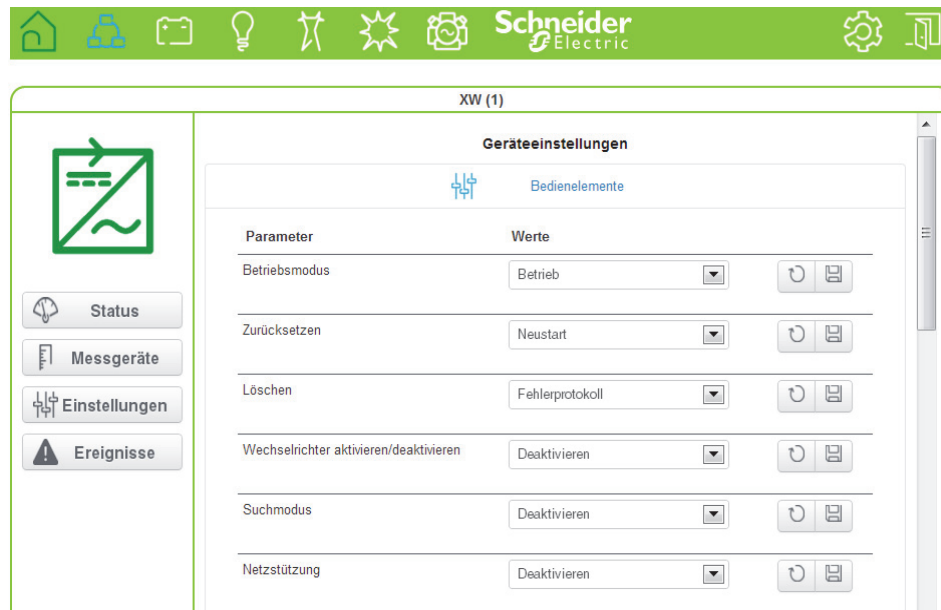 Schneider
Electric
XW (1)
Geräteeinstellungen
Bedienelemente
Parameter Werte
Betriebsmodus Betrieb
Zurücksetzen Neustart
Löschen Fehlerprotokoll
Wechselrichter aktivieren/deaktivieren Deaktivieren
Suchmodus Deaktivieren
Netzstützung Deaktivieren
Status
Messgeräte
Einstellungen
Ereignisse